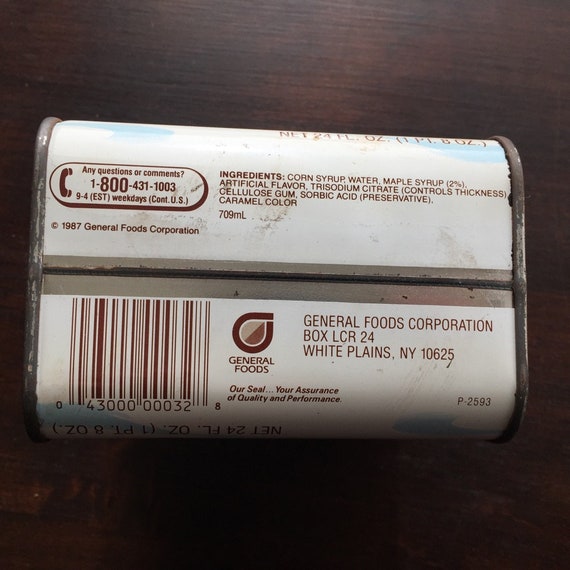 NET 24 FL. OZ. (1 PT. 8 OZ.)
Any questions or comments?
1-800-431-1003
9-4 (EST) weekdays (Cont. U.S.)
INGREDIENTS: CORN SYRUP, WATER, MAPLE SYRUP (2%),
ARTIFICIAL FLAVOR, TRISODIUM CITRATE (CONTROLS THICKNESS)
CELLULOSE GUM, SORBIC ACID (PRESERVATIVE),
CARAMEL COLOR
709mL
© 1987 General Foods Corporation
GENERAL FOODS CORPORATION
BOX LCR 24
WHITE PLAINS, NY 10625
GENERAL
FOODS
Our Seal...Your Assurance
of Quality and Performance.
P-2593
0 43000 00032 8
NET 24 FL. OZ. (1 PT. 8 OZ.)